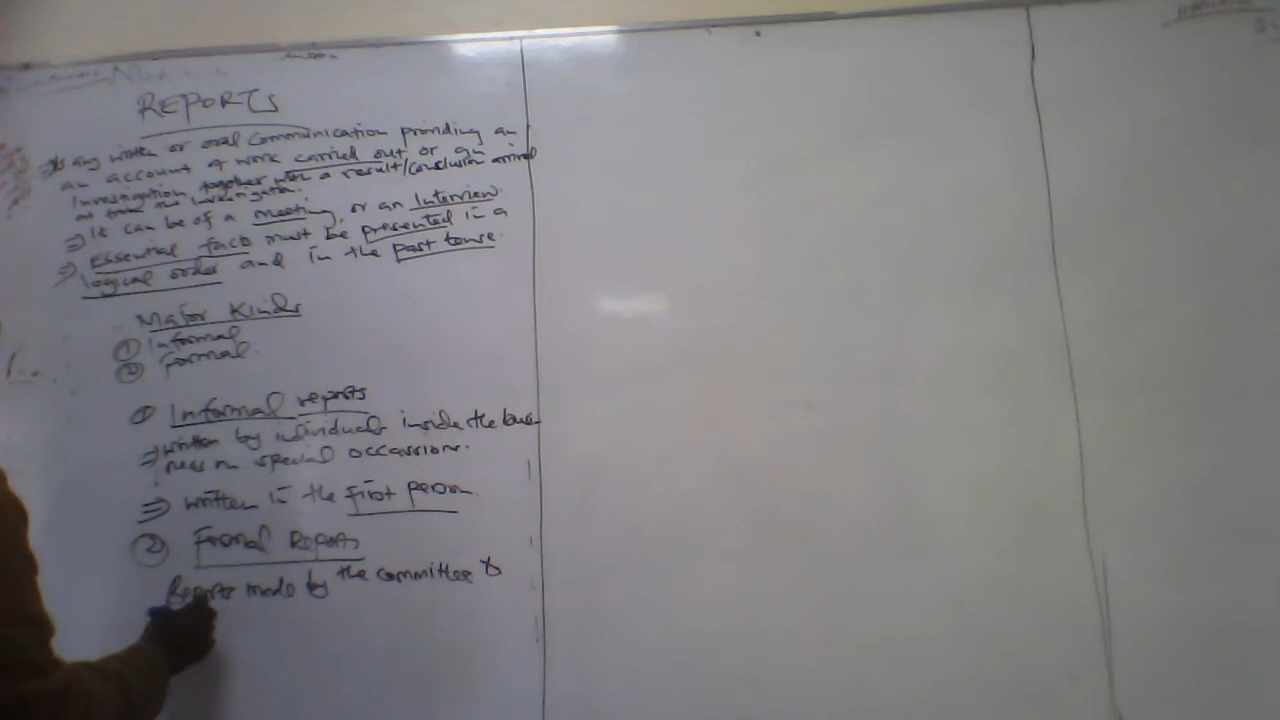 REPORTS
⇒ Is any written or oral communication providing an
an account of work carried out or an
investigation together with a result/conclusion arrived
at from the investigation.
⇒ It can be of a meeting, or an Interview.
⇒ Essential facts must be presented in a
logical order and in the past tense.
Major Kinds
① Informal
② Formal.
① Informal reports
⇒ written by individuals inside the busi-
ness on special occassions.
⇒ written in the first person
② Formal Reports
Reports made by the committee